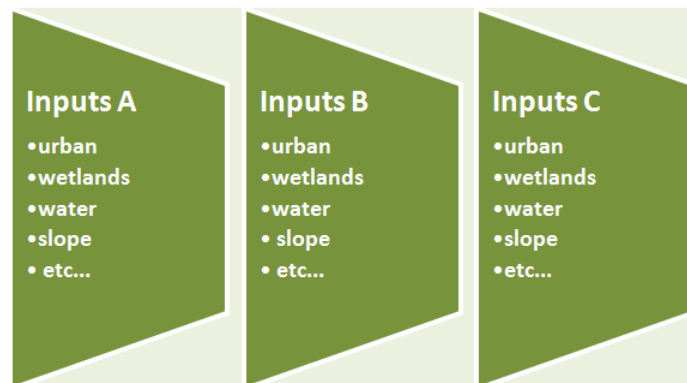 Inputs A
•urban
•wetlands
•water
•slope
• etc...
Inputs B
•urban
•wetlands
•water
• slope
• etc...
Inputs C
•urban
•wetlands
•water
•slope
•etc...